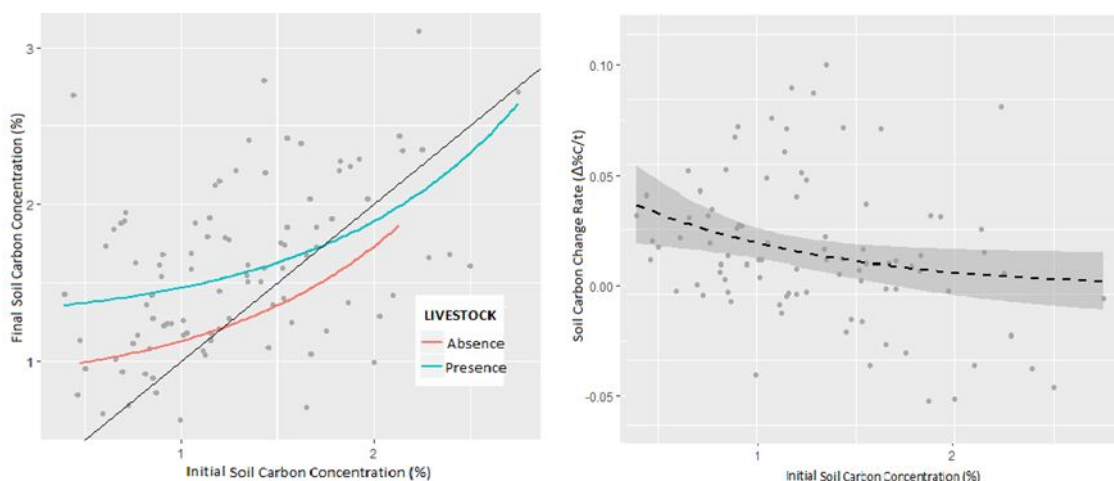 Final Soil Carbon Concentration (%)
3
2
1
1
2
Initial Soil Carbon Concentration (%)
LIVESTOCK
Absence
Presence
Soil Carbon Change Rate (Δ%C/t)
0.10
0.05
0.00
-0.05
1
2
Initial Soil Carbon Concentration (%)